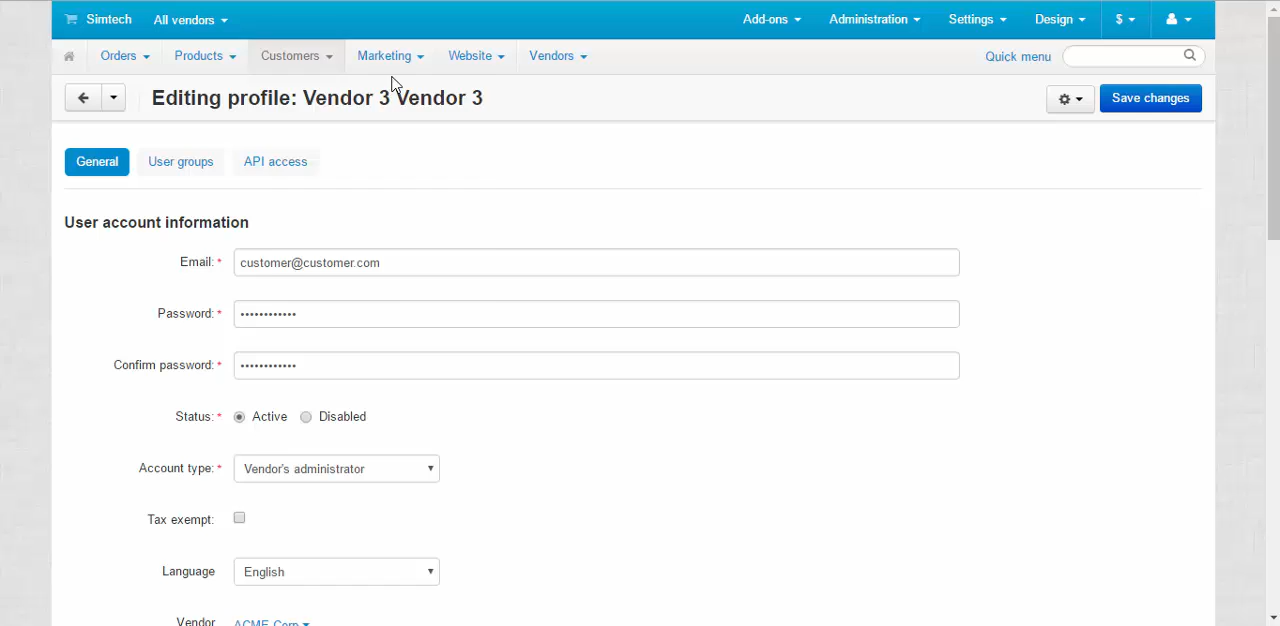 Simtech All vendors Add-ons Administration Settings Design $
Orders Products Customers Marketing Website Vendors Quick menu
Editing profile: Vendor 3 Vendor 3 Save changes
General User groups API access
User account information
Email: * customer@customer.com
Password: * ••••••••••••
Confirm password: * ••••••••••••
Status: * Active Disabled
Account type: * Vendor's administrator
Tax exempt:
Language English
Vendor ACME Corp